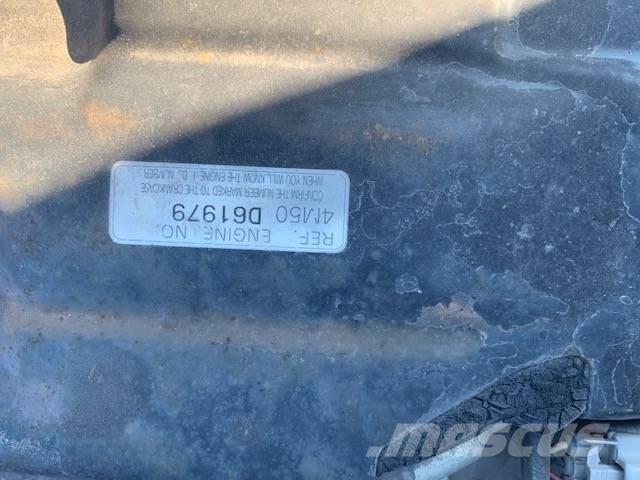 REF. ENGINE NO.
4M50 D61979
CONFIRM THE NUMBER MARKED TO THE CRANKCASE
WHEN YOU WILL KNOW THE ENGINE I.D. NUMBER
mascus